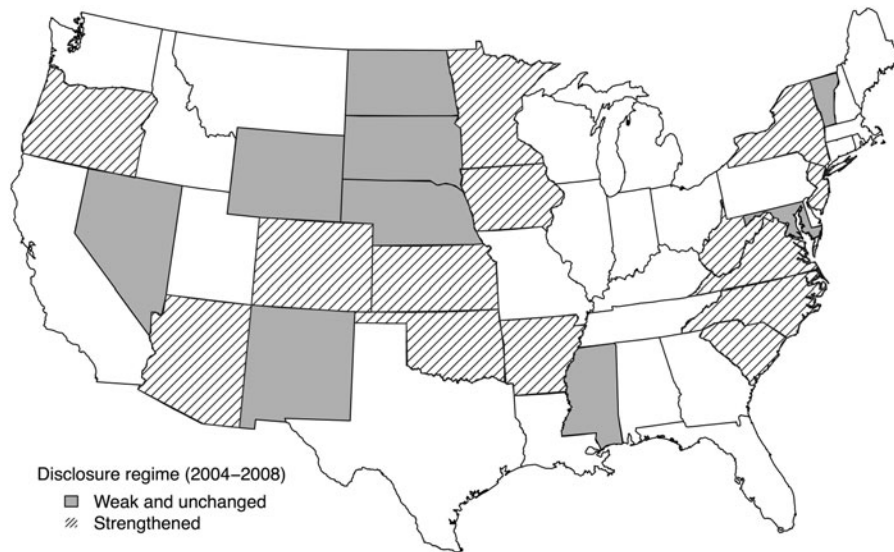 Disclosure regime (2004−2008)
Weak and unchanged
Strengthened